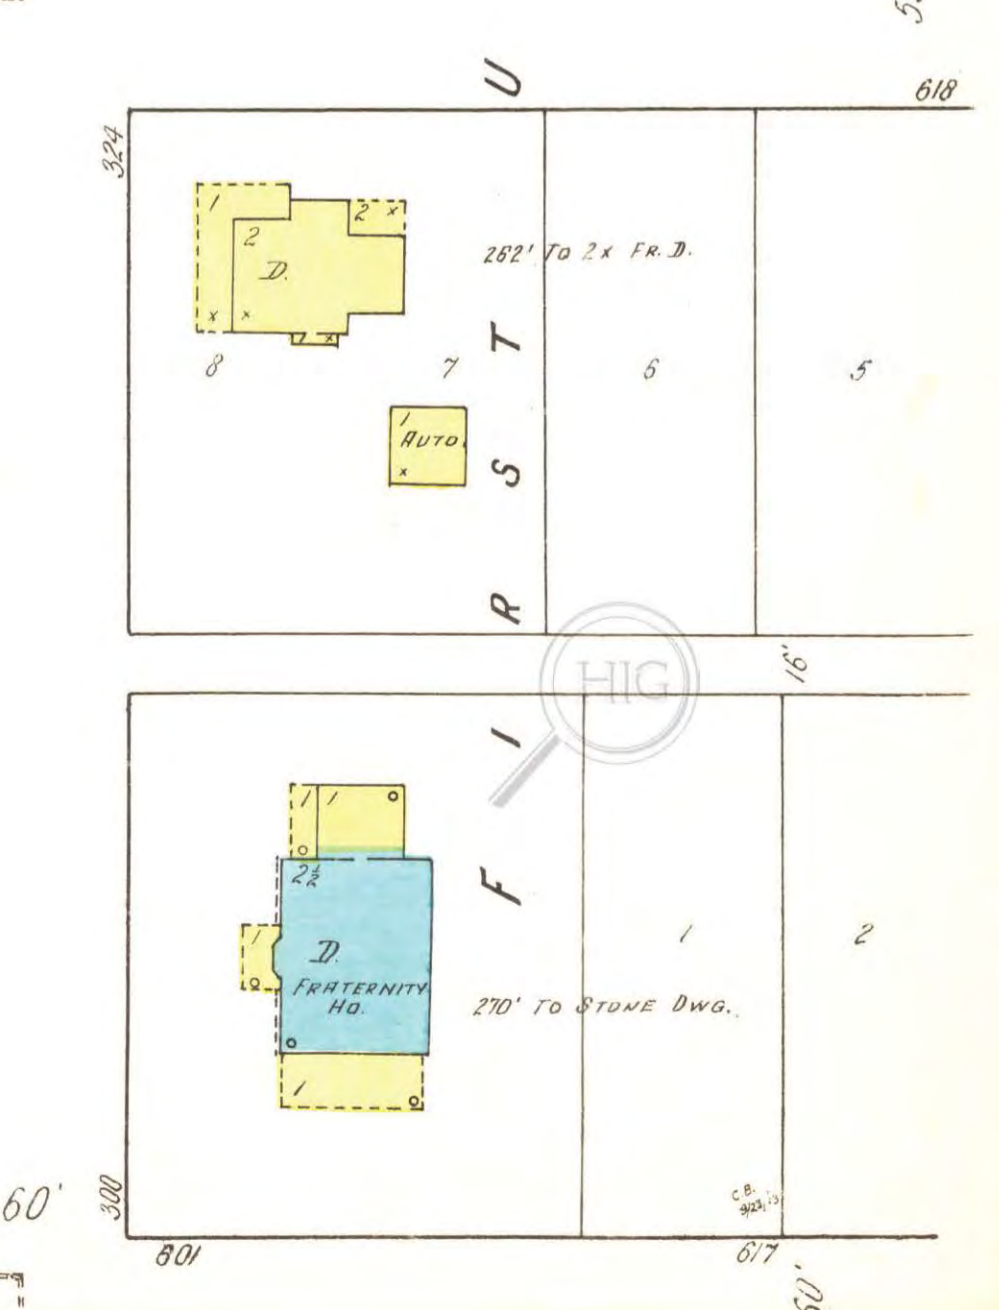 U
618
324
1
2
2 x
D.
x x
x
262' TO 2X FR. D.
8
7
6
5
1
AUTO.
x
S T
R
16'
HIG
F I
1 1
2½
1
D.
FRATERNITY
HO.
1
270' TO STONE DWG.
1
2
C.B.
60'
300
601
617
60'